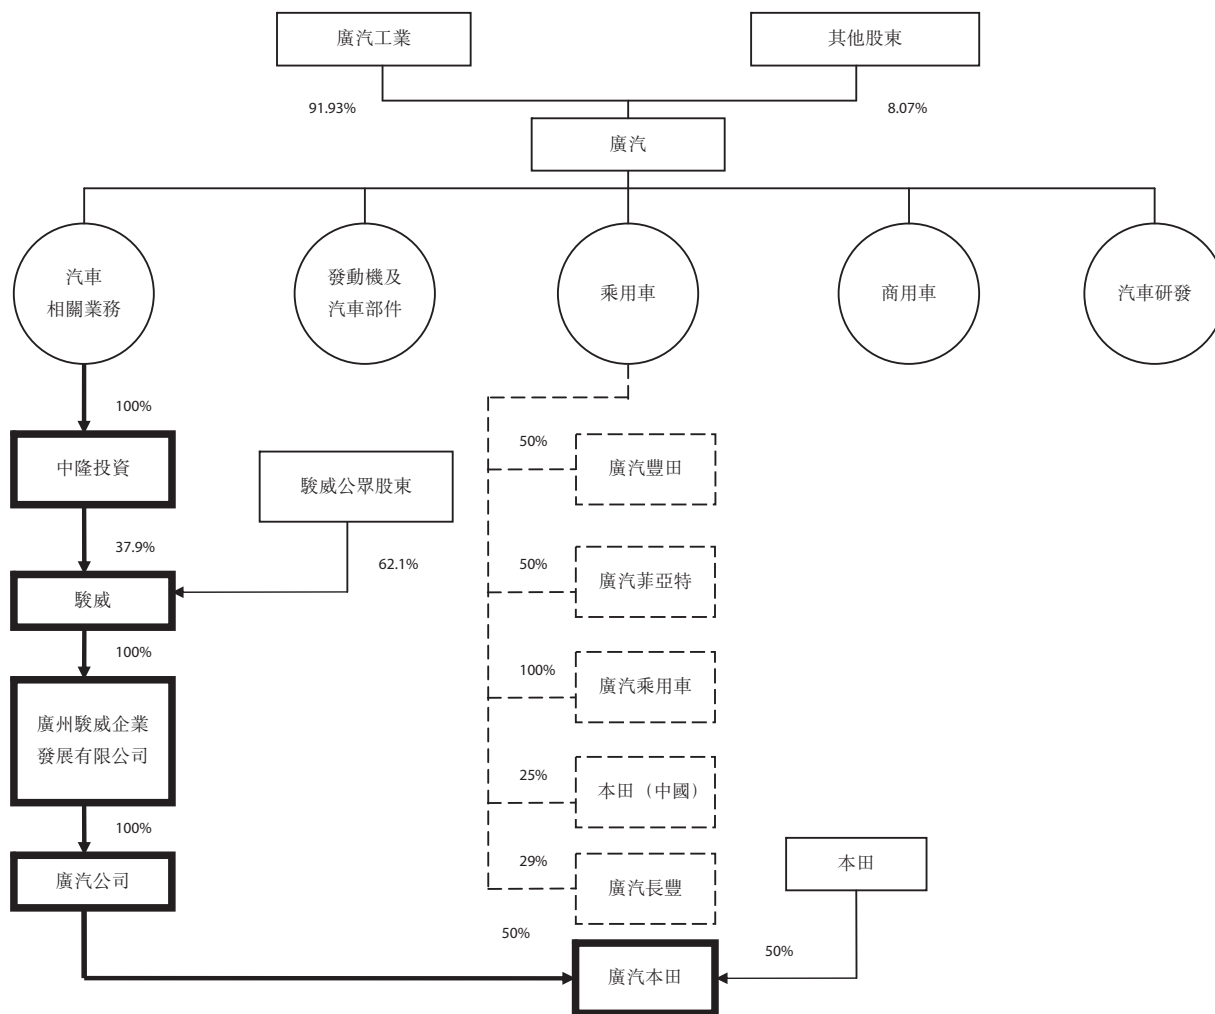 廣汽工業
其他股東
91.93%
8.07%
廣汽
汽車
相關業務
發動機及
汽車部件
乘用車
商用車
汽車研發
100%
中隆投資
駿威公眾股東
50%
廣汽豐田
37.9%
62.1%
駿威
50%
廣汽菲亞特
100%
廣州駿威企業
發展有限公司
100%
廣汽乘用車
25%
本田（中國）
100%
廣汽公司
29%
廣汽長豐
本田
50%
廣汽本田
50%